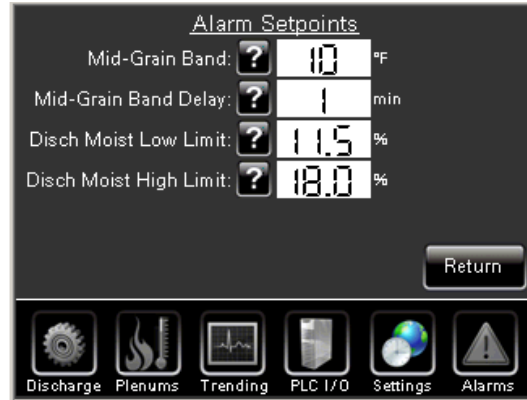 Alarm Setpoints
Mid-Grain Band: ? 10 °F
Mid-Grain Band Delay: ? 1 min
Disch Moist Low Limit: ? 11.5 %
Disch Moist High Limit: ? 18.0 %
Return
Discharge Plenums Trending PLC I/O Settings Alarms